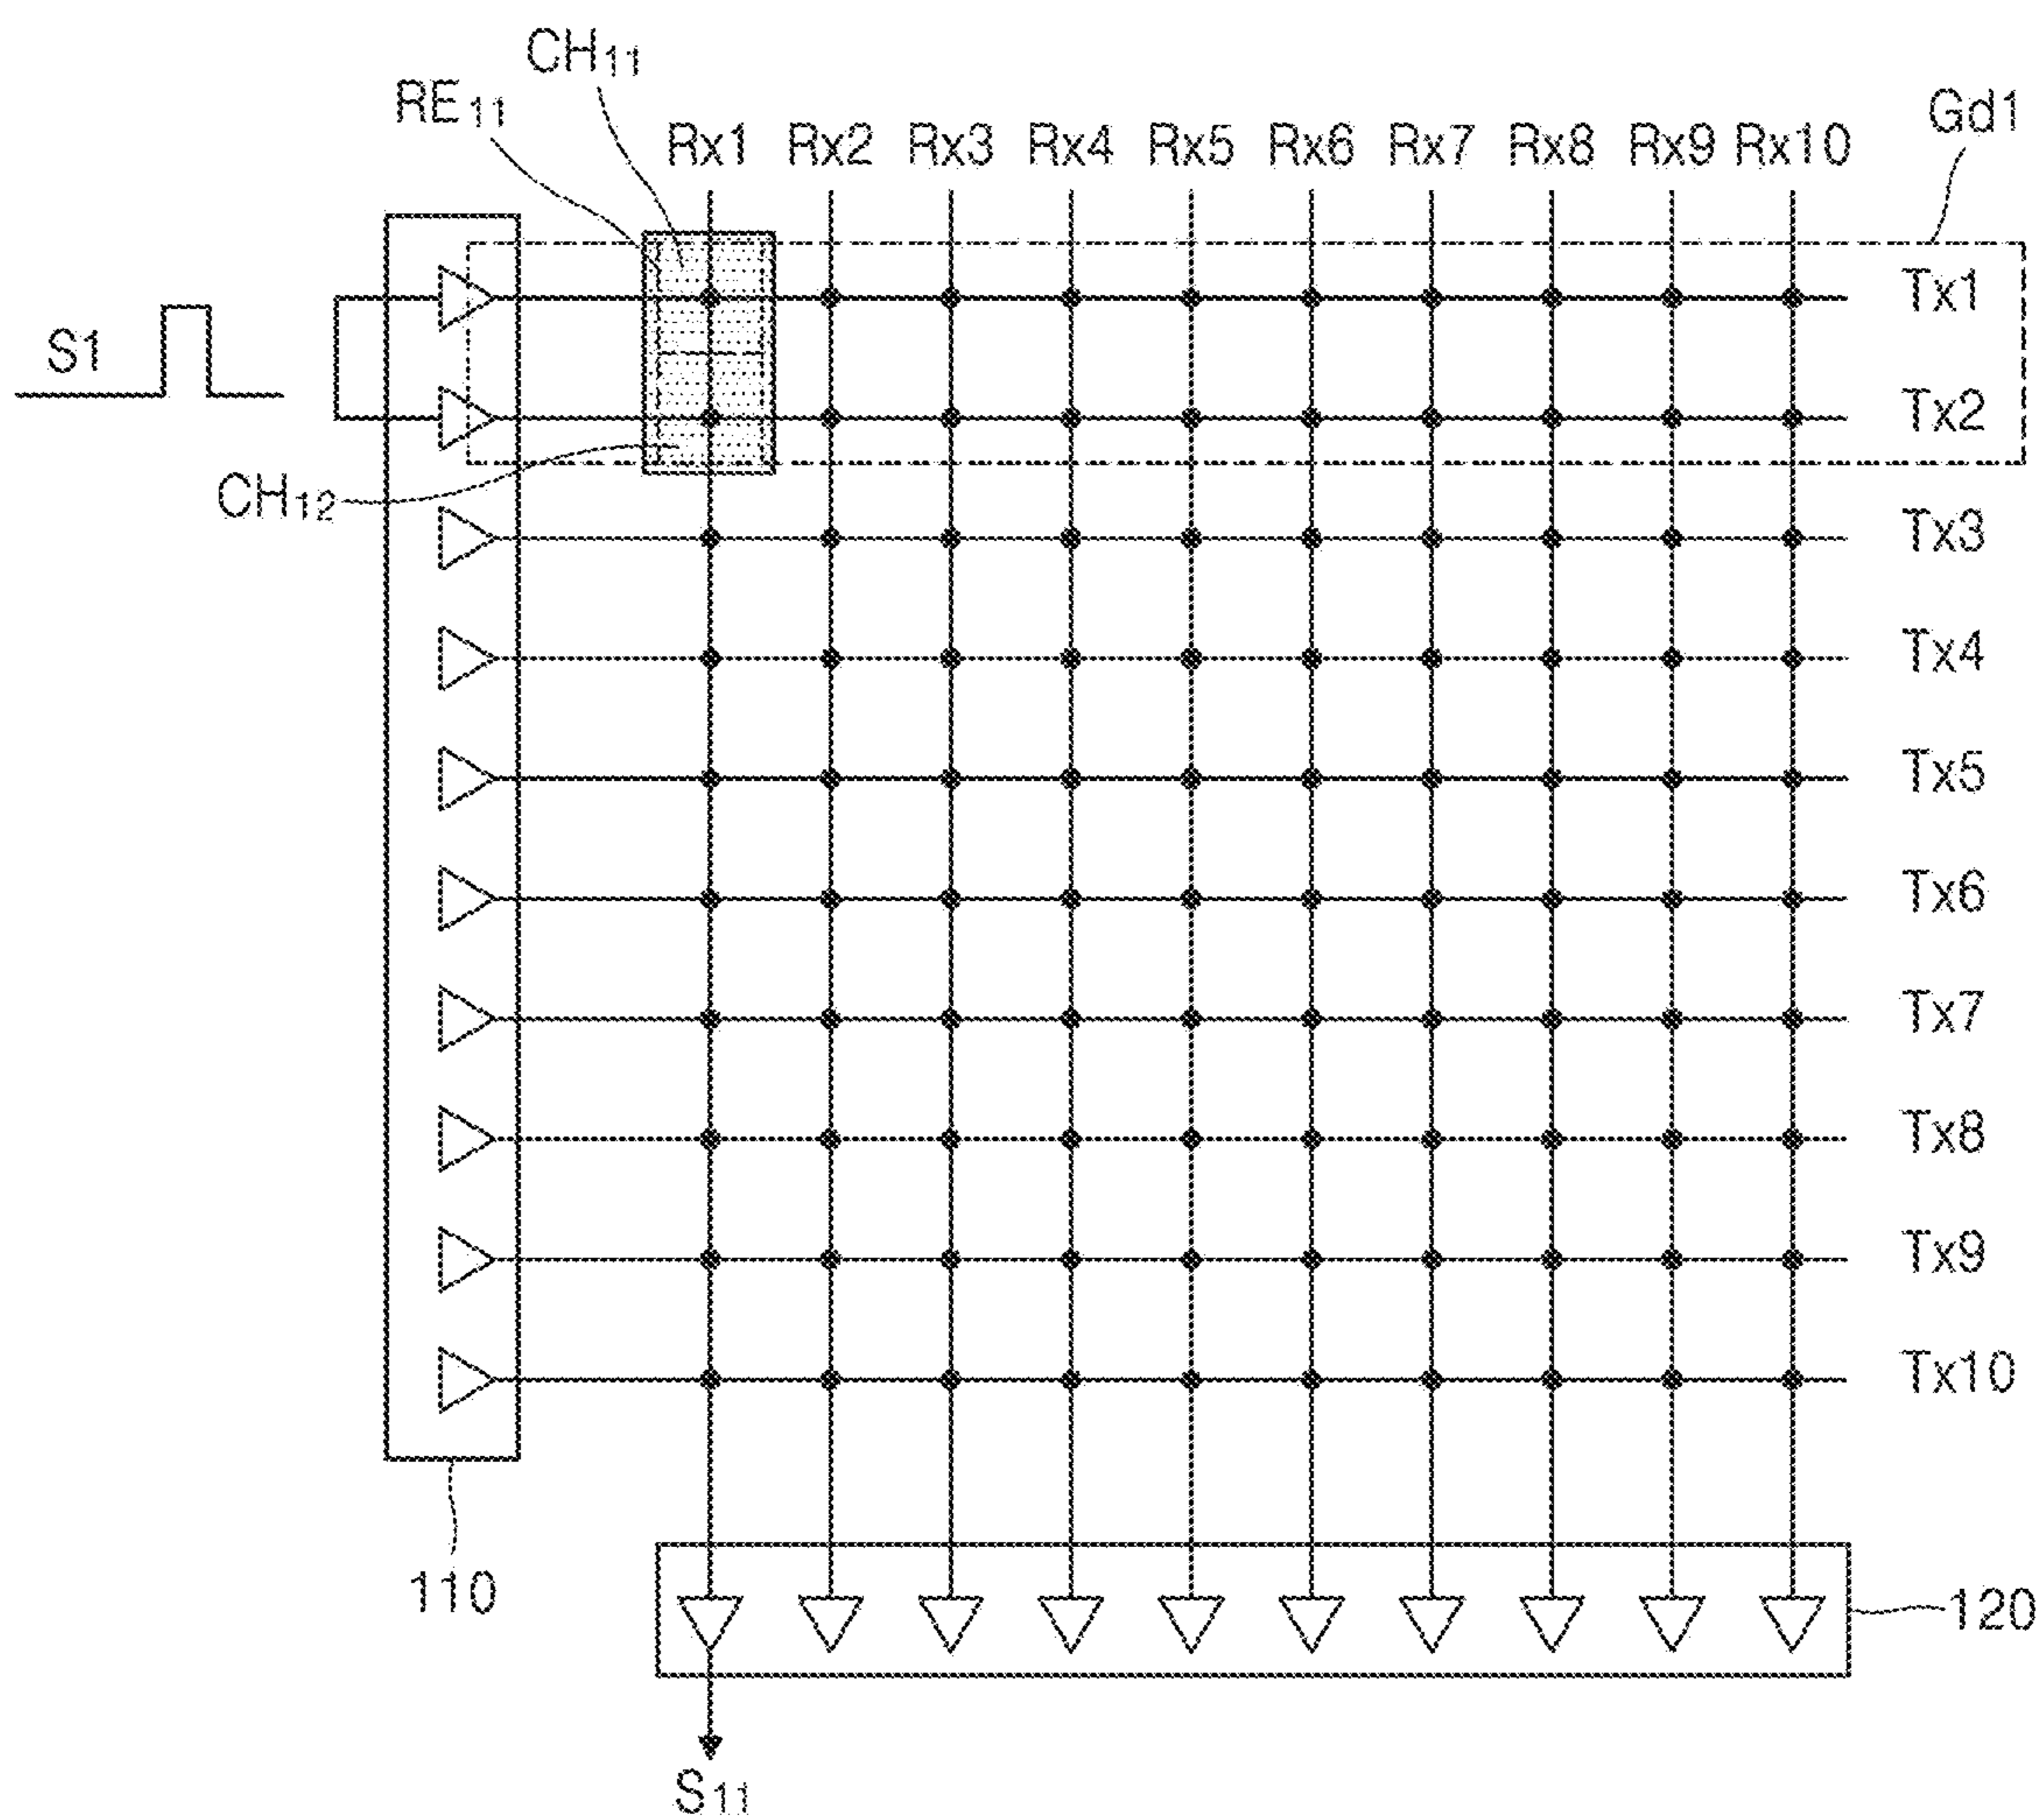 CH11
RE11
Gd1
Rx1 Rx2 Rx3 Rx4 Rx5 Rx6 Rx7 Rx8 Rx9 Rx10
Tx1
S1
Tx2
CH12
Tx3
Tx4
Tx5
Tx6
Tx7
Tx8
Tx9
Tx10
110
120
S11